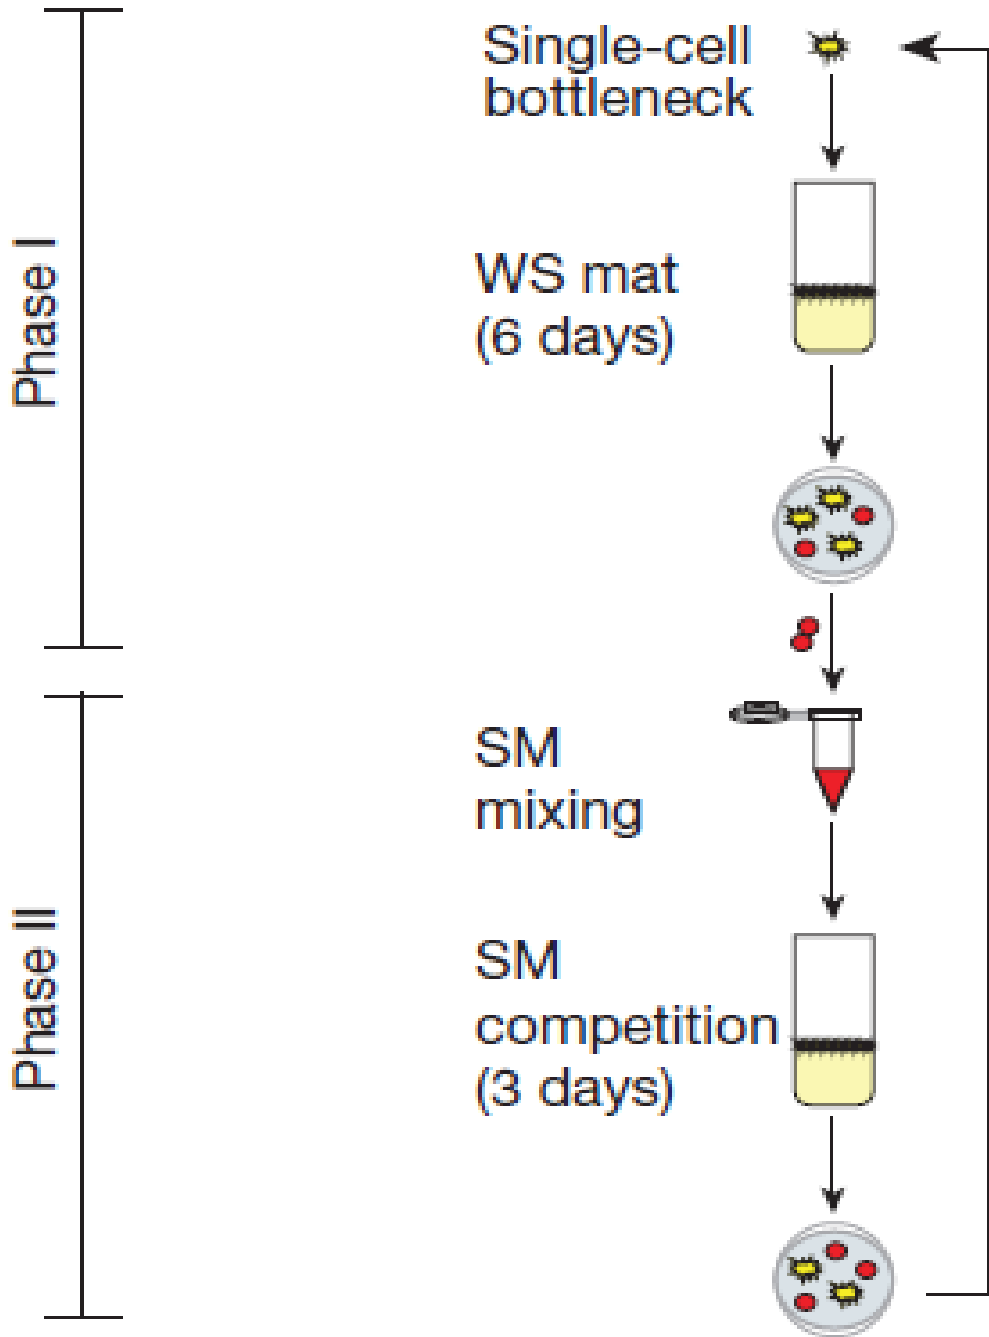 Single-cell
bottleneck
Phase I
WS mat
(6 days)
SM
mixing
Phase II
SM
competition
(3 days)